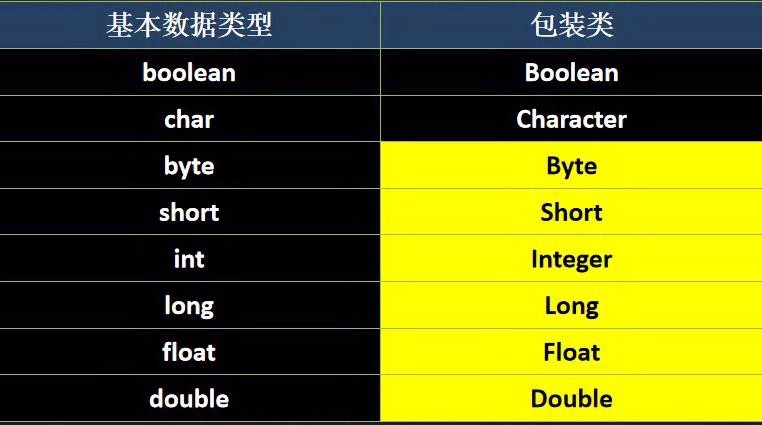 基本数据类型 包装类
boolean Boolean
char Character
byte Byte
short Short
int Integer
long Long
float Float
double Double